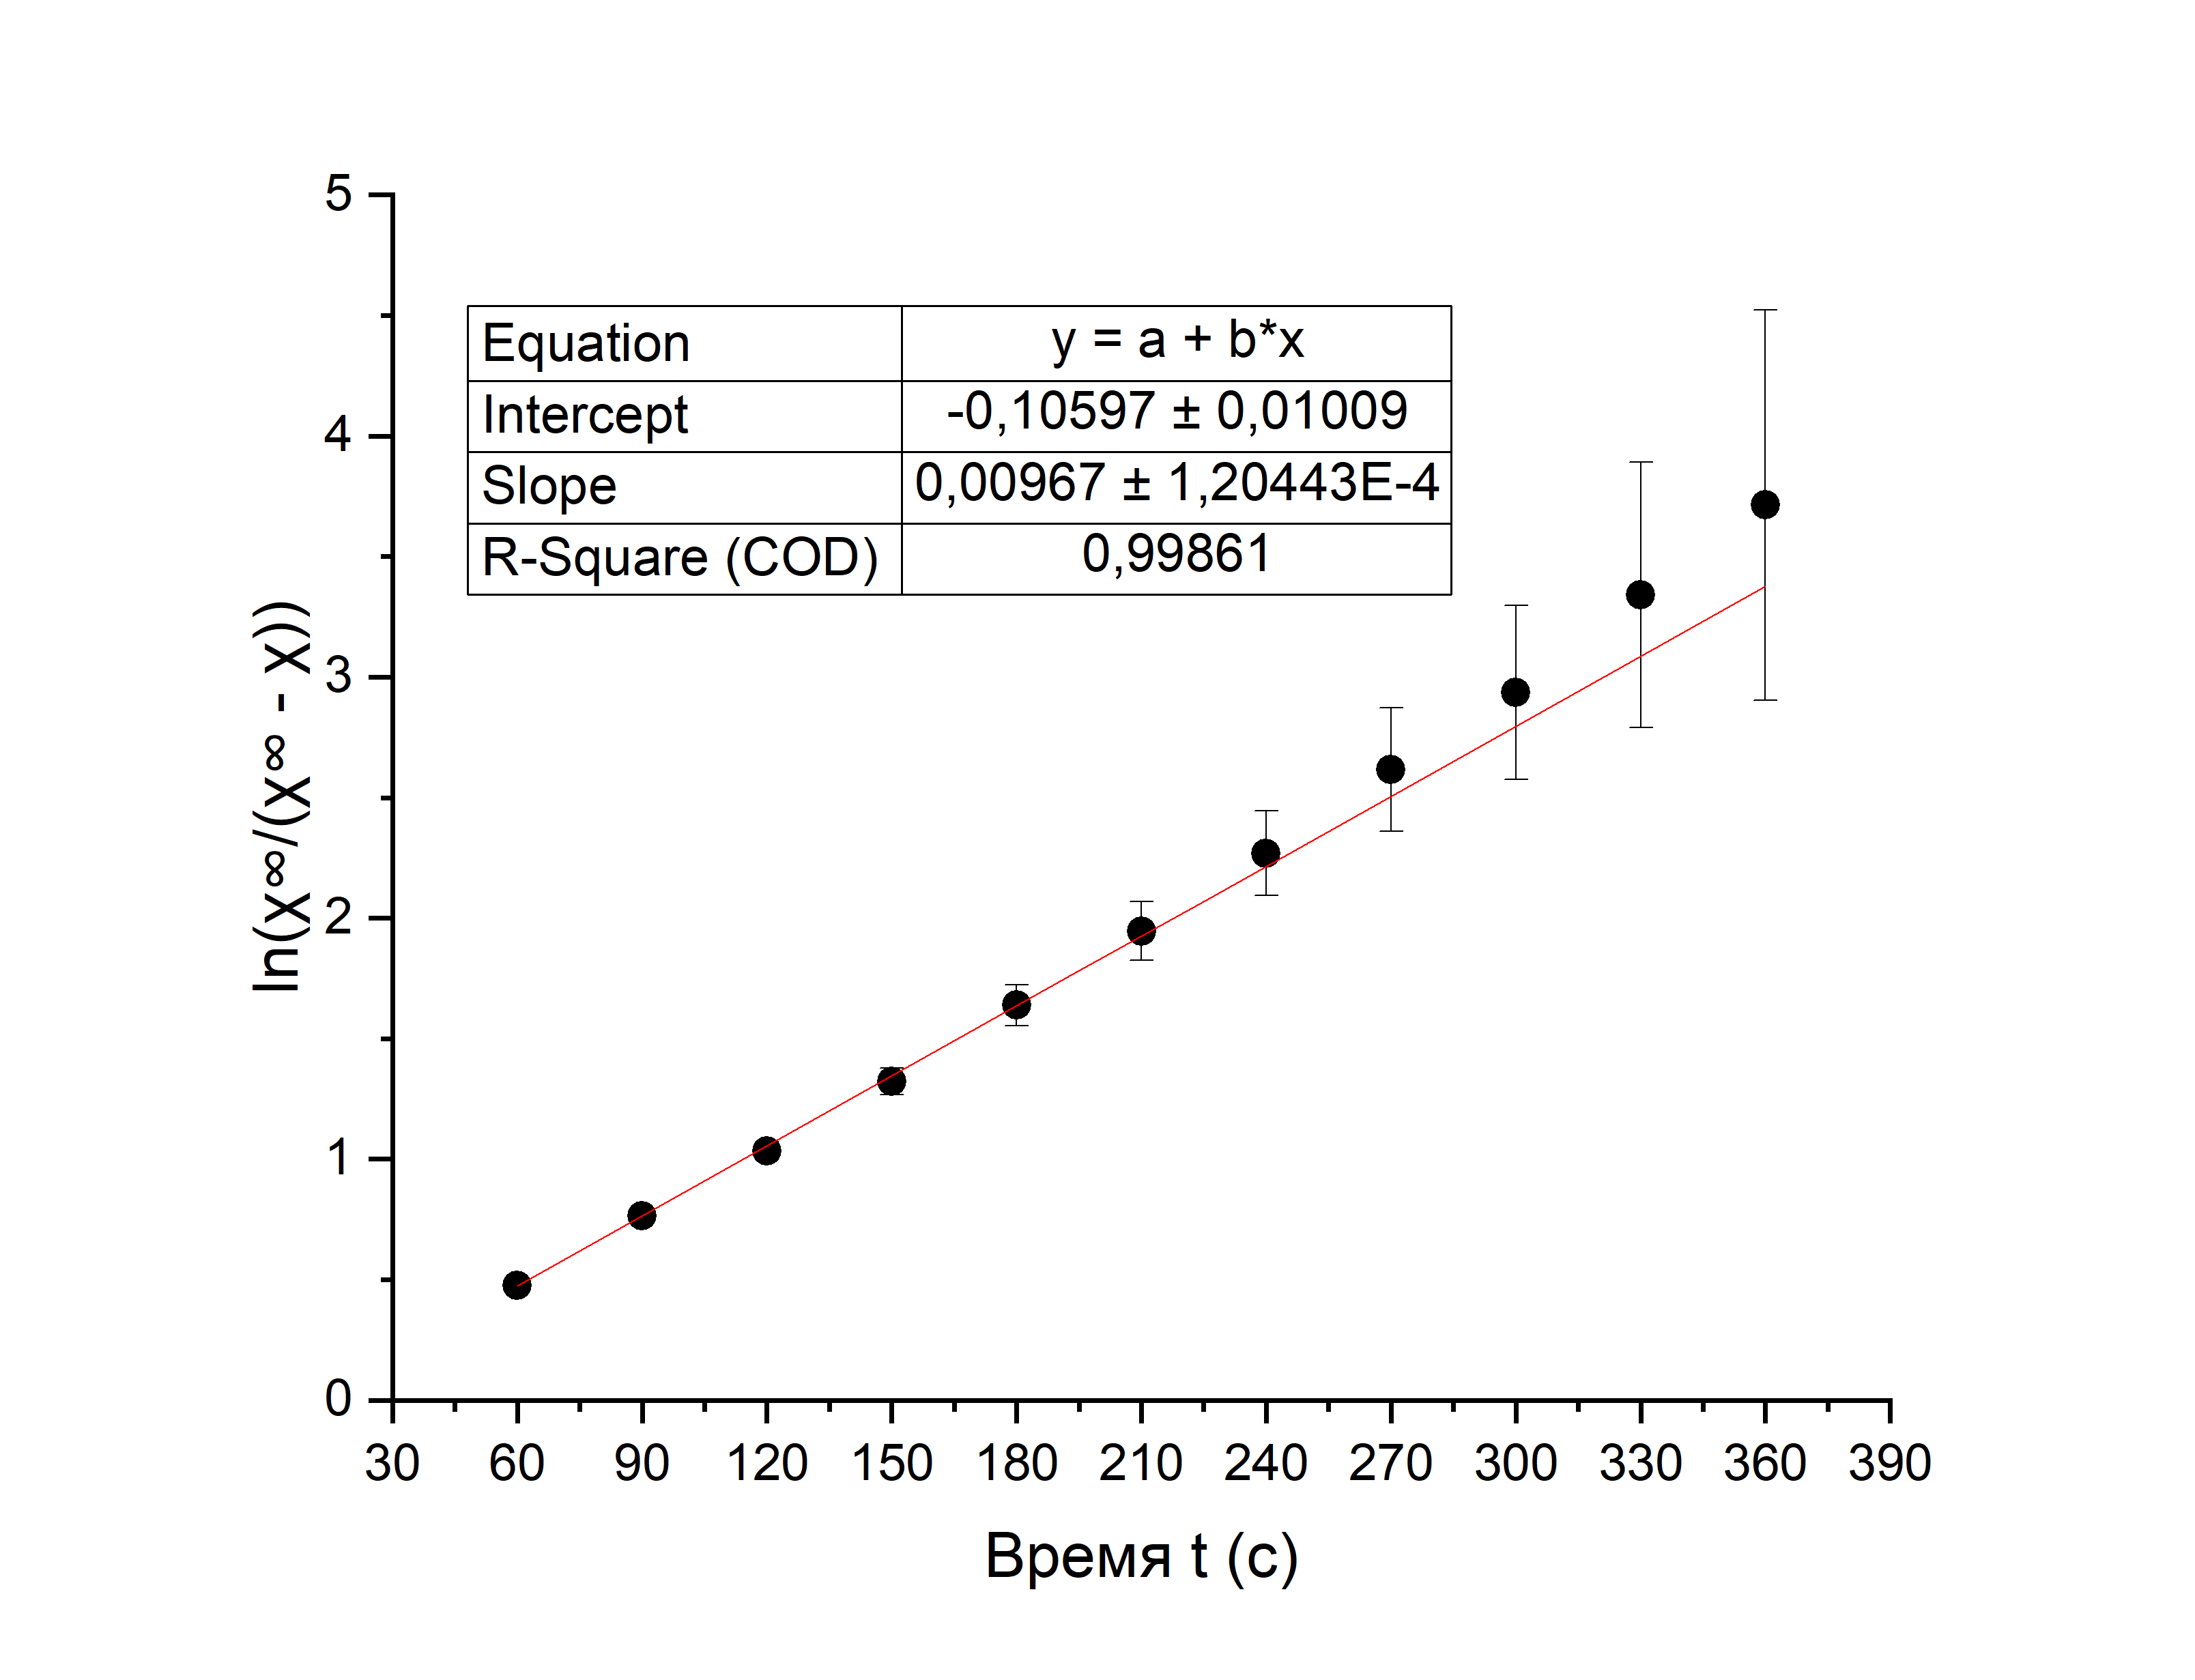 5
4
3
2
1
0
ln(χ∞/(χ∞ - χ))
Equation y = a + b*x
Intercept -0,10597 ± 0,01009
Slope 0,00967 ± 1,20443E-4
R-Square (COD) 0,99861
30 60 90 120 150 180 210 240 270 300 330 360 390
Время t (с)